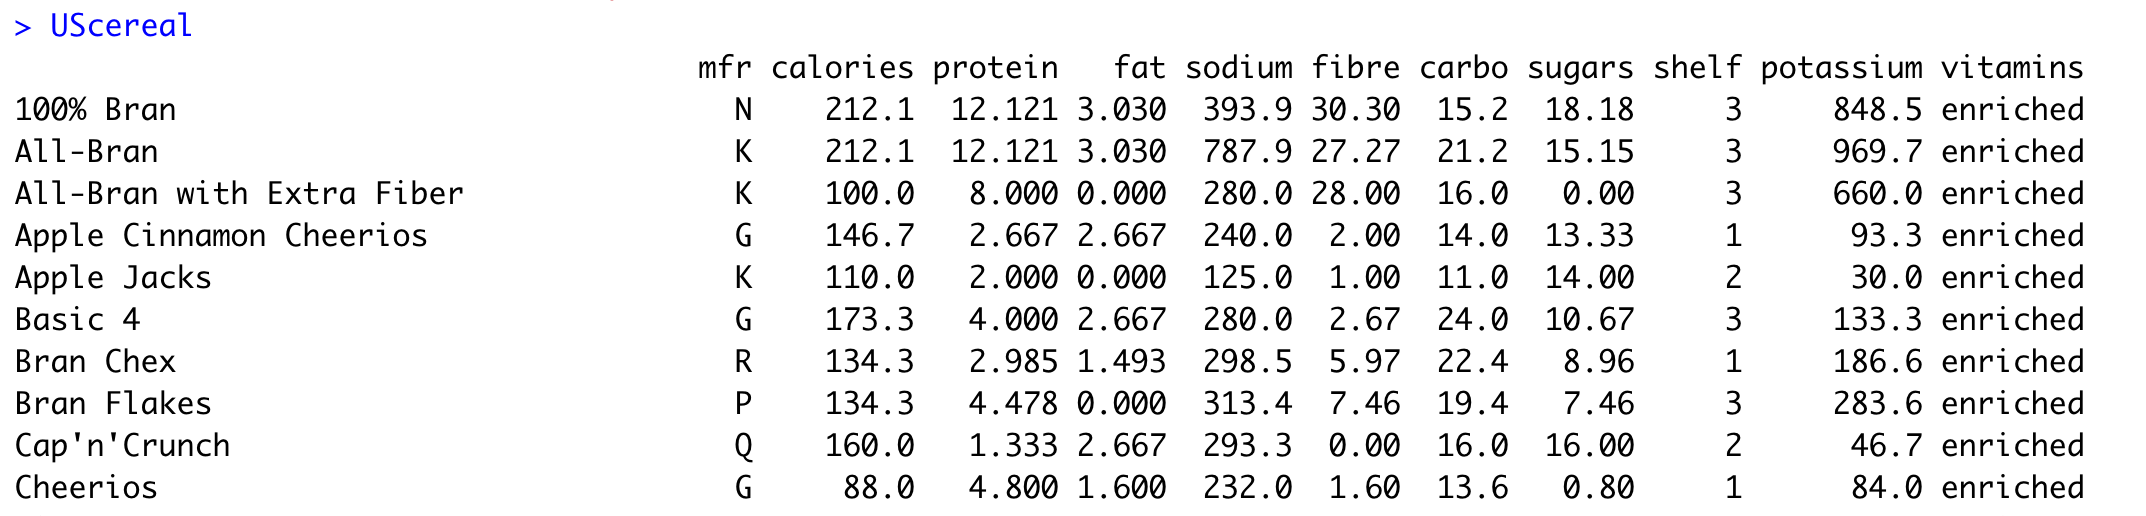 > UScereal
mfr calories protein fat sodium fibre carbo sugars shelf potassium vitamins
100% Bran N 212.1 12.121 3.030 393.9 30.30 15.2 18.18 3 848.5 enriched
All-Bran K 212.1 12.121 3.030 787.9 27.27 21.2 15.15 3 969.7 enriched
All-Bran with Extra Fiber K 100.0 8.000 0.000 280.0 28.00 16.0 0.00 3 660.0 enriched
Apple Cinnamon Cheerios G 146.7 2.667 2.667 240.0 2.00 14.0 13.33 1 93.3 enriched
Apple Jacks K 110.0 2.000 0.000 125.0 1.00 11.0 14.00 2 30.0 enriched
Basic 4 G 173.3 4.000 2.667 280.0 2.67 24.0 10.67 3 133.3 enriched
Bran Chex R 134.3 2.985 1.493 298.5 5.97 22.4 8.96 1 186.6 enriched
Bran Flakes P 134.3 4.478 0.000 313.4 7.46 19.4 7.46 3 283.6 enriched
Cap'n'Crunch Q 160.0 1.333 2.667 293.3 0.00 16.0 16.00 2 46.7 enriched
Cheerios G 88.0 4.800 1.600 232.0 1.60 13.6 0.80 1 84.0 enriched